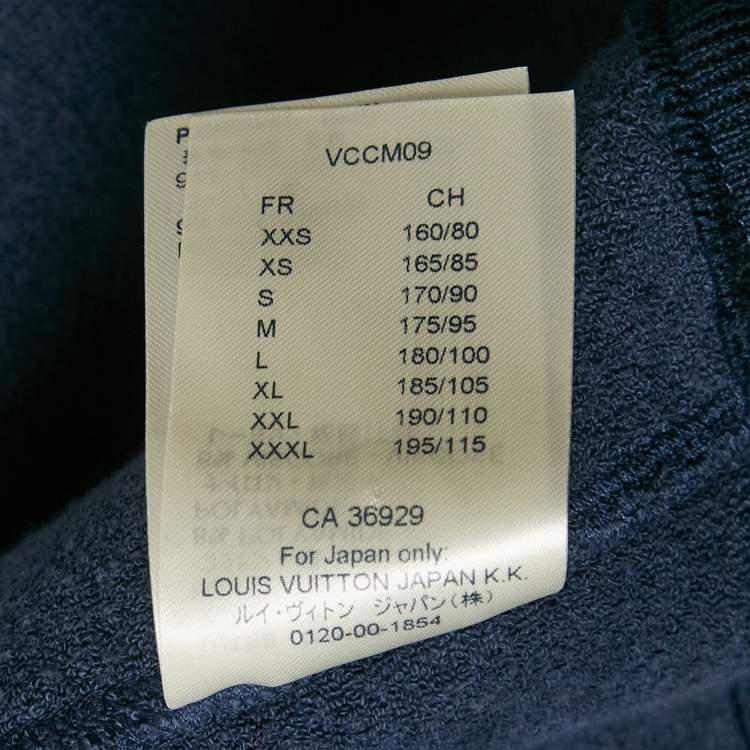 VCCM09
FR CH
XXS 160/80
XS 165/85
S 170/90
M 175/95
L 180/100
XL 185/105
XXL 190/110
XXXL 195/115
CA 36929
For Japan only:
LOUIS VUITTON JAPAN K.K.
ルイ・ヴィトン ジャパン(株)
0120-00-1854